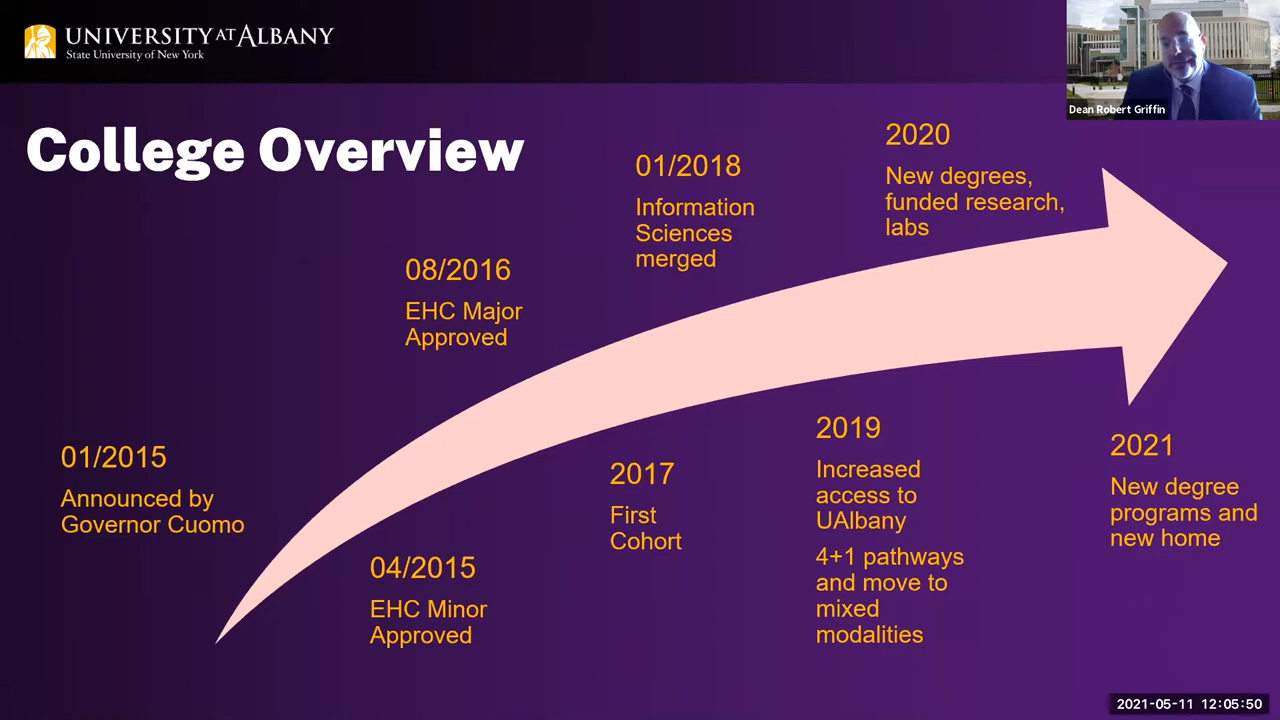 UNIVERSITY AT ALBANY
State University of New York
Dean Robert Griffin
College Overview
01/2015
Announced by
Governor Cuomo
04/2015
EHC Minor
Approved
08/2016
EHC Major
Approved
2017
First
Cohort
01/2018
Information
Sciences
merged
2019
Increased
access to
UAlbany
4+1 pathways
and move to
mixed
modalities
2020
New degrees,
funded research,
labs
2021
New degree
programs and
new home
2021-05-11 12:05:50